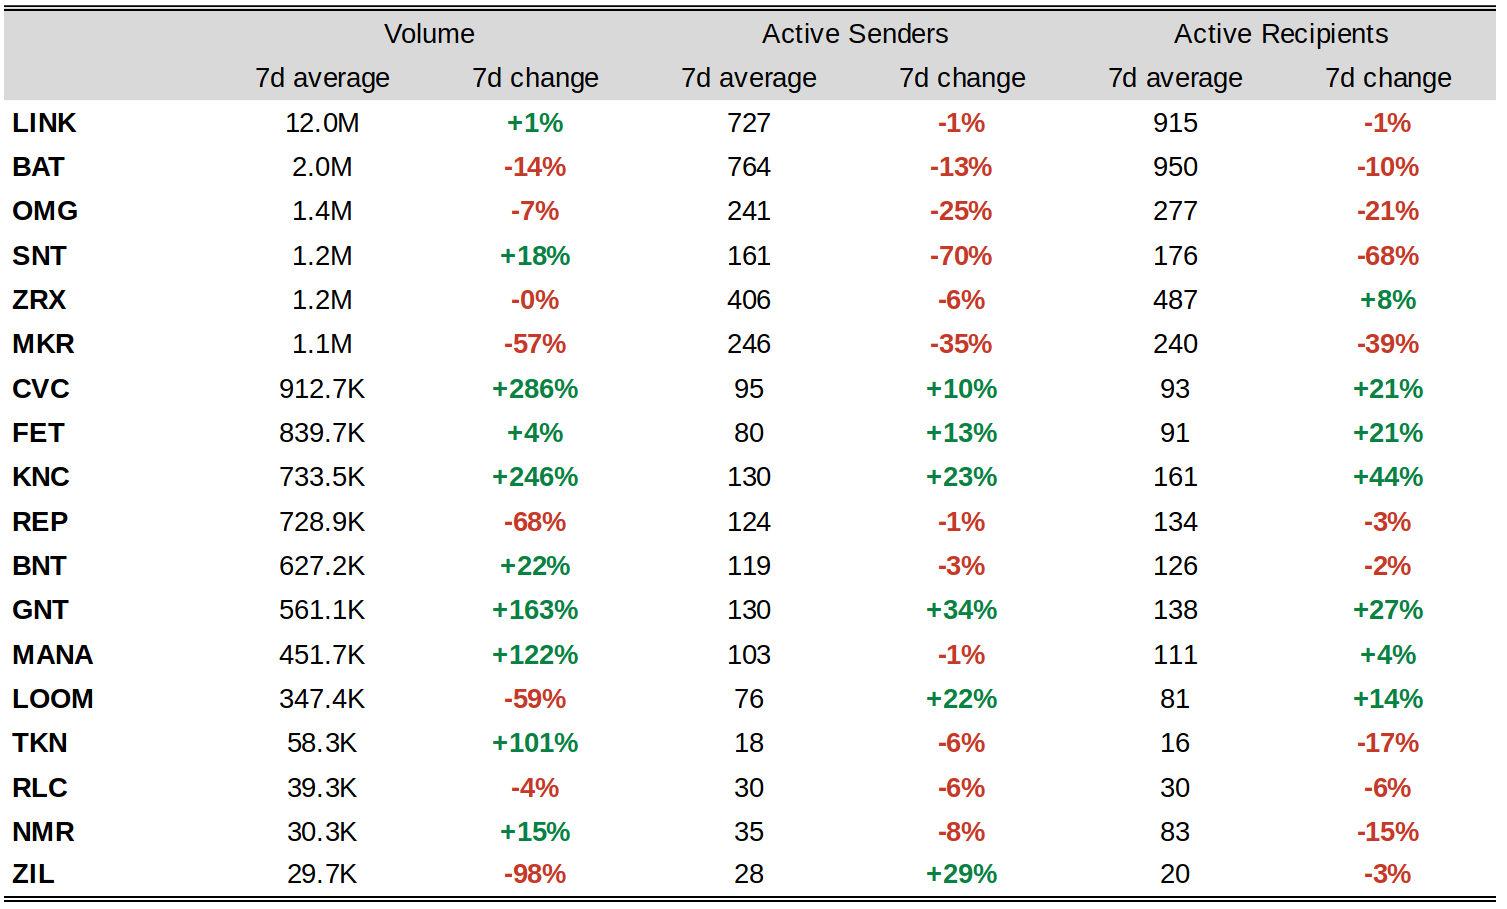 Volume Active Senders Active Recipients
7d average 7d change 7d average 7d change 7d average 7d change
LINK 12.0M +1% 727 -1% 915 -1%
BAT 2.0M -14% 764 -13% 950 -10%
OMG 1.4M -7% 241 -25% 277 -21%
SNT 1.2M +18% 161 -70% 176 -68%
ZRX 1.2M -0% 406 -6% 487 +8%
MKR 1.1M -57% 246 -35% 240 -39%
CVC 912.7K +286% 95 +10% 93 +21%
FET 839.7K +4% 80 +13% 91 +21%
KNC 733.5K +246% 130 +23% 161 +44%
REP 728.9K -68% 124 -1% 134 -3%
BNT 627.2K +22% 119 -3% 126 -2%
GNT 561.1K +163% 130 +34% 138 +27%
MANA 451.7K +122% 103 -1% 111 +4%
LOOM 347.4K -59% 76 +22% 81 +14%
TKN 58.3K +101% 18 -6% 16 -17%
RLC 39.3K -4% 30 -6% 30 -6%
NMR 30.3K +15% 35 -8% 83 -15%
ZIL 29.7K -98% 28 +29% 20 -3%